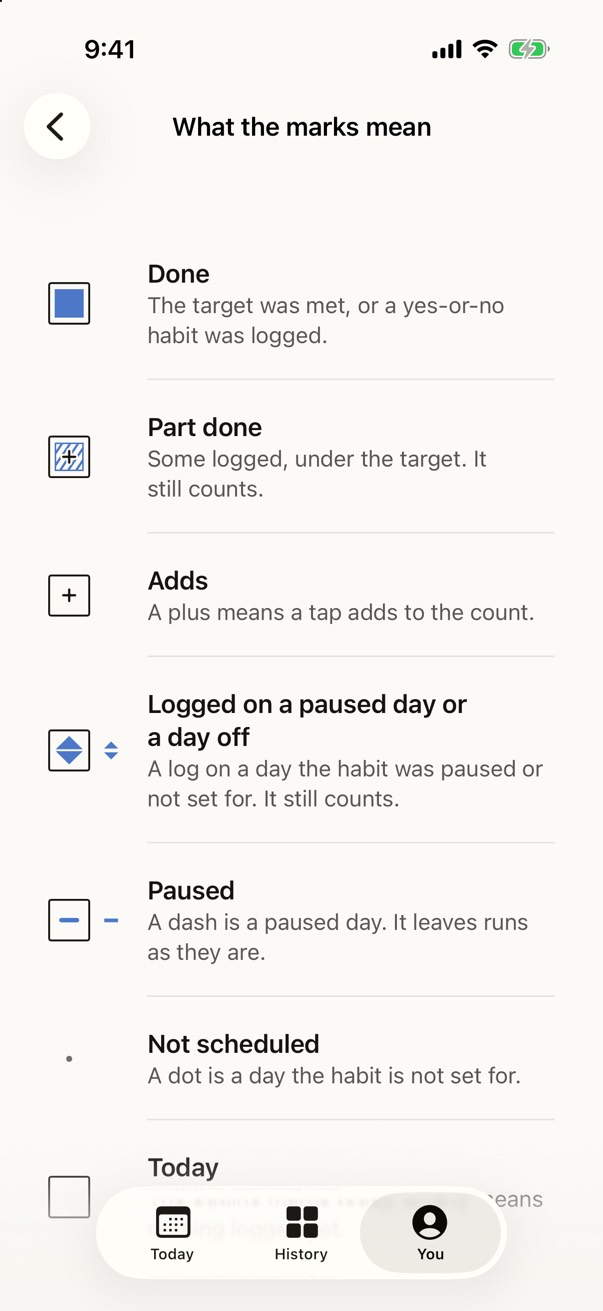 9:41
What the marks mean
Done
The target was met, or a yes-or-no
habit was logged.
Part done
Some logged, under the target. It
still counts.
Adds
A plus means a tap adds to the count.
Logged on a paused day or
a day off
A log on a day the habit was paused or
not set for. It still counts.
Paused
A dash is a paused day. It leaves runs
as they are.
Not scheduled
A dot is a day the habit is not set for.
Today
Today
History
You